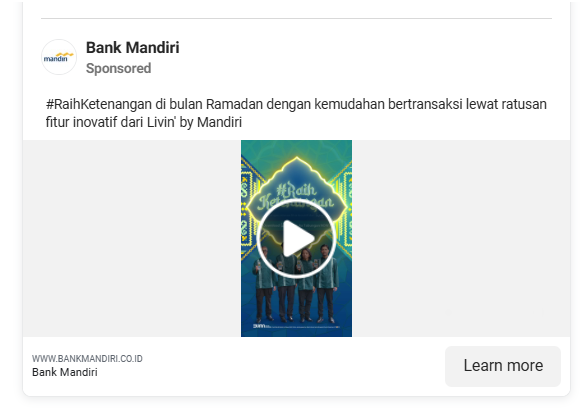 mandiri
Bank Mandiri
Sponsored
#RaihKetenangan di bulan Ramadan dengan kemudahan bertransaksi lewat ratusan
fitur inovatif dari Livin' by Mandiri
#Raih
Ketenangan
WWW.BANKMANDIRI.CO.ID
Bank Mandiri
Learn more